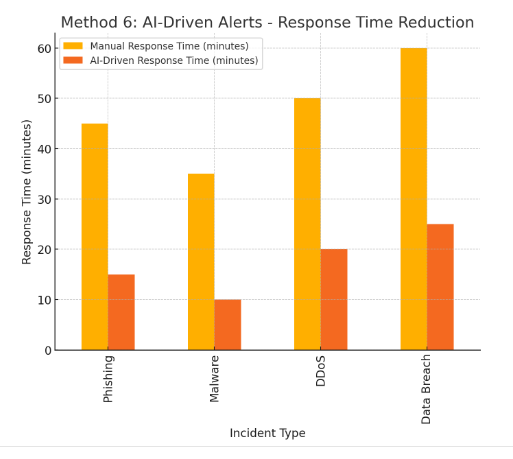 Method 6: AI-Driven Alerts - Response Time Reduction
Manual Response Time (minutes)
AI-Driven Response Time (minutes)
Response Time (minutes)
60
50
40
30
20
10
0
Phishing
Malware
DDoS
Data Breach
Incident Type